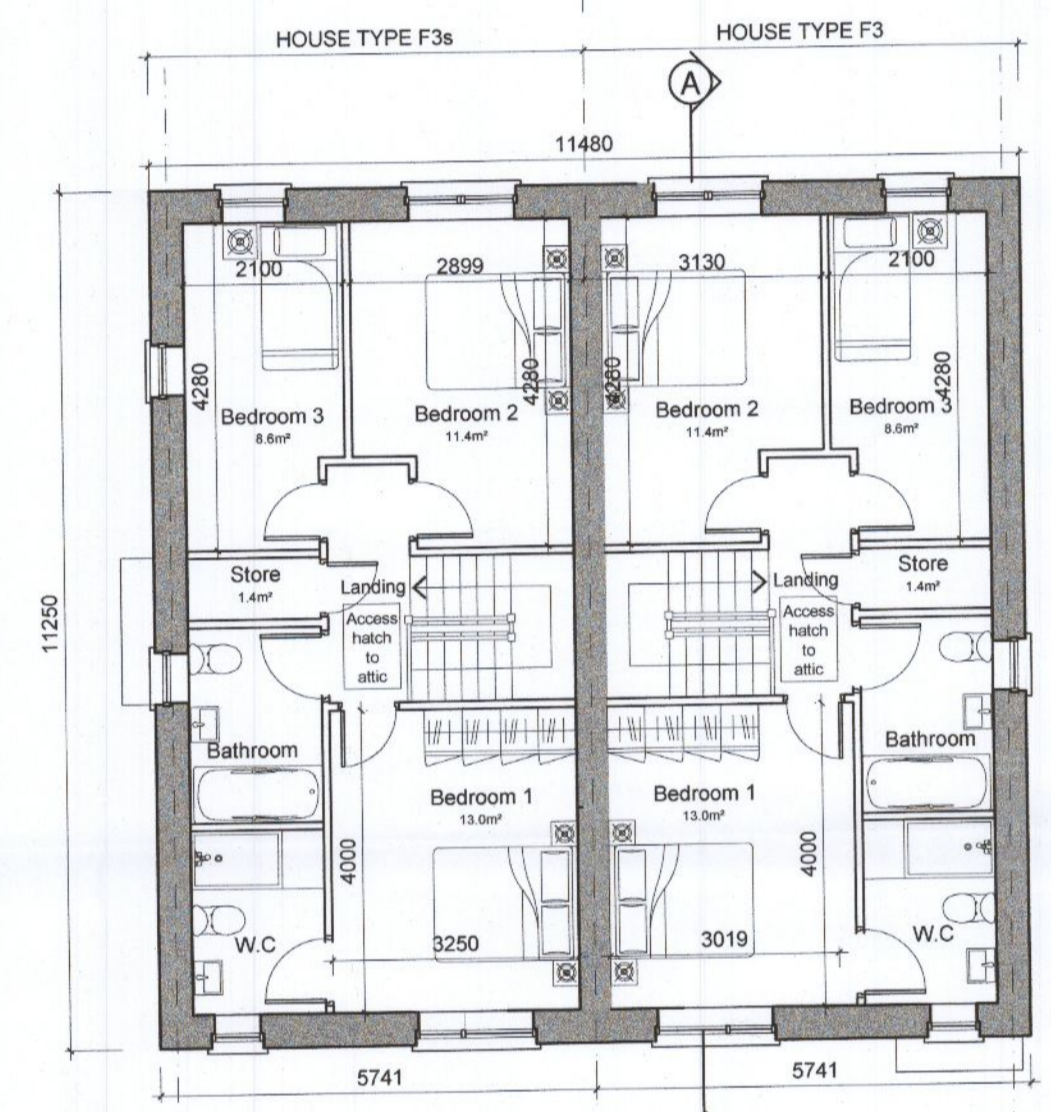 HOUSE TYPE F3s
HOUSE TYPE F3
A
11480
2100
2899
3130
2100
4280
4280
4280
4280
Bedroom 3
8.6m²
Bedroom 2
11.4m²
Bedroom 2
11.4m²
Bedroom 3
8.6m²
Store
1.4m²
Landing
Access
hatch
to
attic
Landing
Access
hatch
to
attic
Store
1.4m²
11250
Bathroom
Bedroom 1
13.0m²
Bedroom 1
13.0m²
Bathroom
4000
4000
W.C
3250
3019
W.C
5741
5741